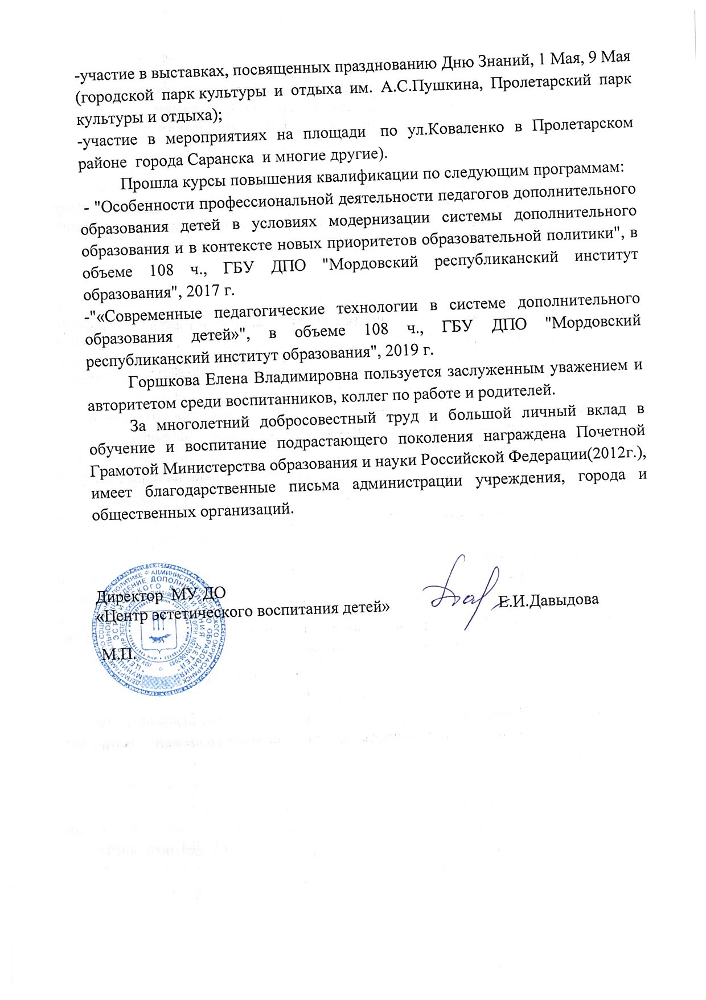 -участие в выставках, посвященных празднованию Дню Знаний, 1 Мая, 9 Мая
(городской парк культуры и отдыха им. А.С.Пушкина, Пролетарский парк
культуры и отдыха);
-участие в мероприятиях на площади по ул.Коваленко в Пролетарском
районе города Саранска и многие другие).
Прошла курсы повышения квалификации по следующим программам:
- "Особенности профессиональной деятельности педагогов дополнительного
образования детей в условиях модернизации системы дополнительного
образования и в контексте новых приоритетов образовательной политики", в
объеме 108 ч., ГБУ ДПО "Мордовский республиканский институт
образования", 2017 г.
-"«Современные педагогические технологии в системе дополнительного
образования детей»", в объеме 108 ч., ГБУ ДПО "Мордовский
республиканский институт образования", 2019 г.
Горшкова Елена Владимировна пользуется заслуженным уважением и
авторитетом среди воспитанников, коллег по работе и родителей.
За многолетний добросовестный труд и большой личный вклад в
обучение и воспитание подрастающего поколения награждена Почетной
Грамотой Министерства образования и науки Российской Федерации(2012г.),
имеет благодарственные письма администрации учреждения, города и
общественных организаций.
Директор МУ ДО
«Центр эстетического воспитания детей»
Е.И.Давыдова
М.П.